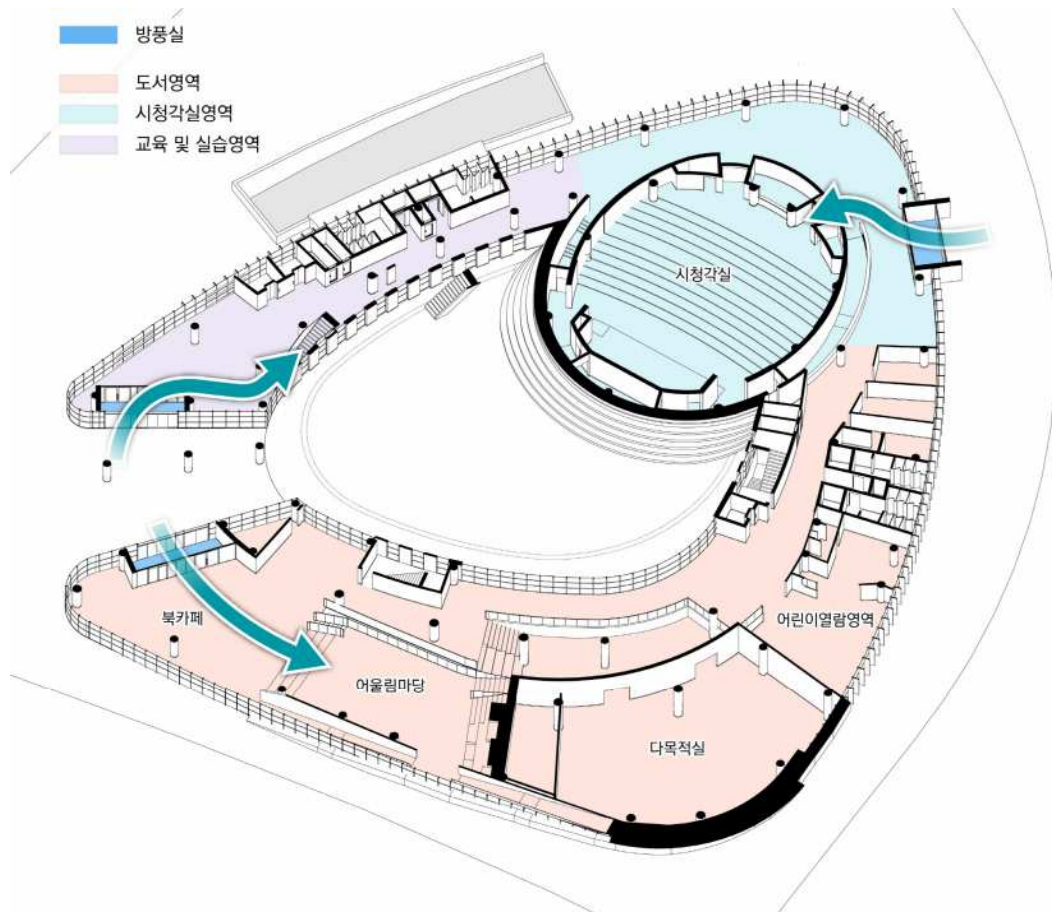 방풍실
도서영역
시청각실영역
교육 및 실습영역
시청각실
북카페
어린이열람영역
어울림마당
다목적실